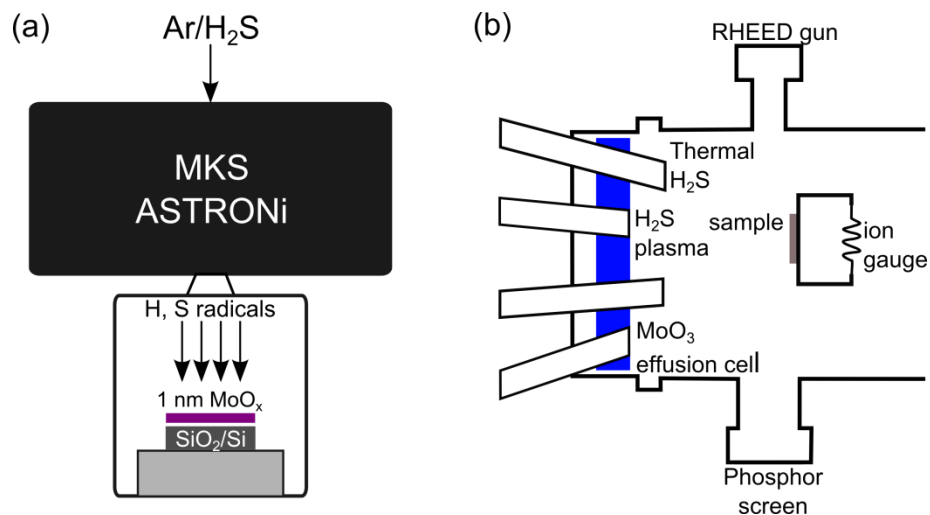 (a)
Ar/H₂S
MKS
ASTRONi
H, S radicals
1 nm MoOₓ
SiO₂/Si
(b)
RHEED gun
Thermal
H₂S
H₂S
plasma
sample
ion
gauge
MoO₃
effusion cell
Phosphor
screen